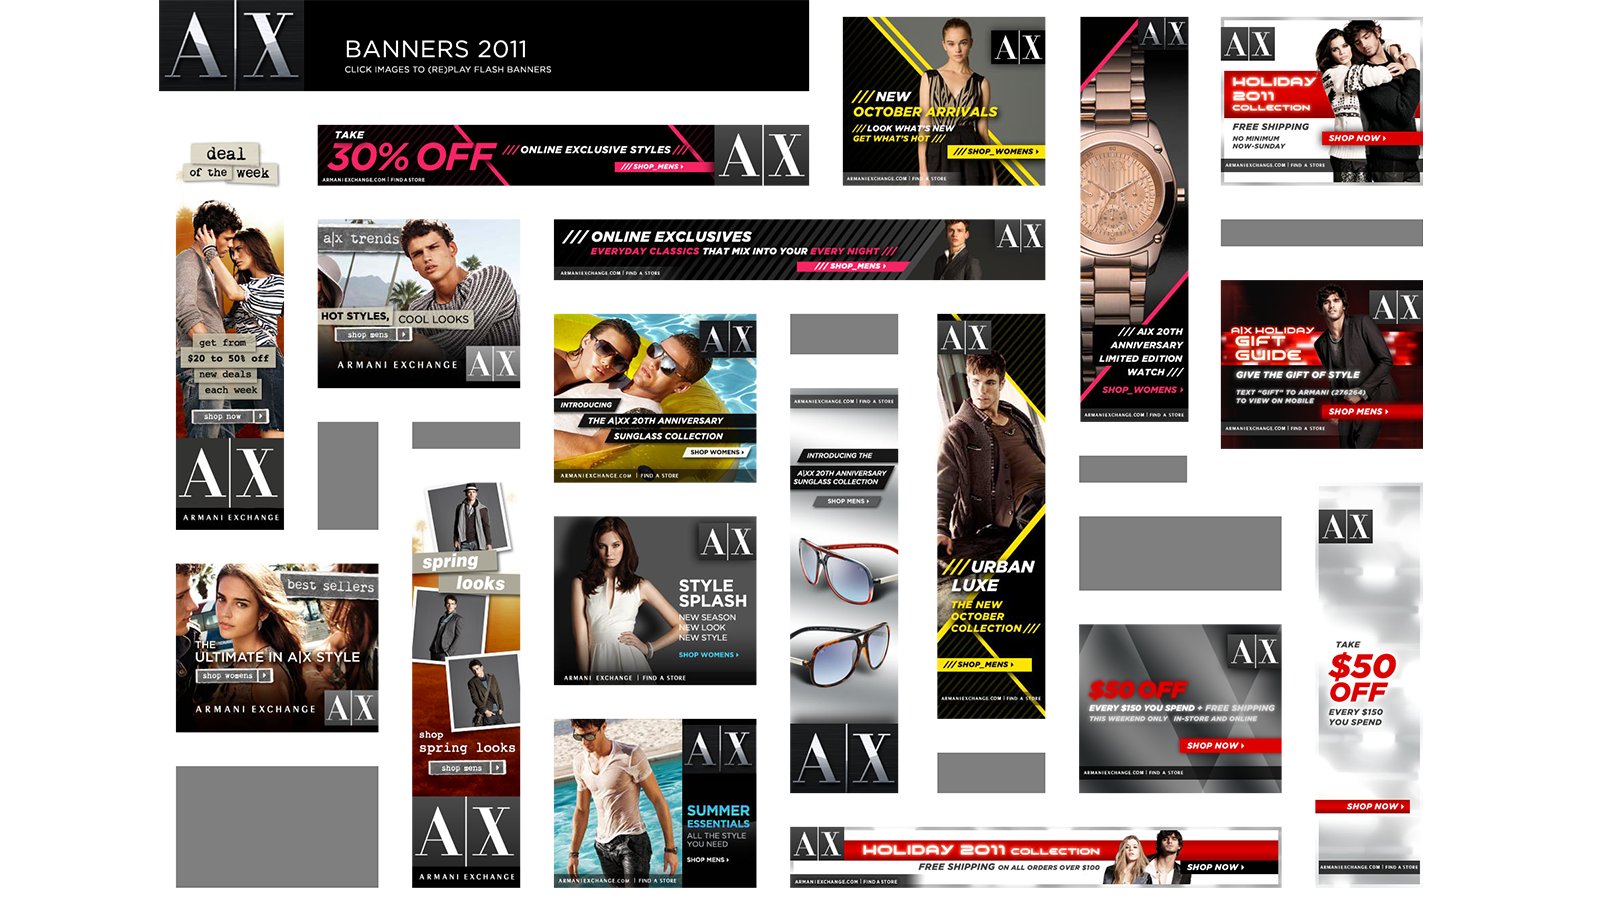 A|X
BANNERS 2011
CLICK IMAGES TO (RE)PLAY FLASH BANNERS
deal
of the week
get from
$20 to 50% off
new deals
each week
shop now
A|X
ARMANI EXCHANGE
TAKE
30% OFF
/// ONLINE EXCLUSIVE STYLES ///
/// SHOP_MENS
ARMANIEXCHANGE.COM | FIND A STORE
A|X
a|x trends
HOT STYLES, COOL LOOKS
shop mens
ARMANI EXCHANGE
A|X
best sellers
THE
ULTIMATE IN A|X STYLE
shop womens
ARMANI EXCHANGE
A|X
spring
looks
shop
spring looks
shop mens
A|X
ARMANI EXCHANGE
/// ONLINE EXCLUSIVES
EVERYDAY CLASSICS THAT MIX INTO YOUR EVERY NIGHT ///
/// SHOP_MENS
ARMANIEXCHANGE.COM | FIND A STORE
A|X
A|X
INTRODUCING
THE A|XX 20TH ANNIVERSARY
SUNGLASS COLLECTION
SHOP WOMENS
ARMANIEXCHANGE.COM | FIND A STORE
A|X
STYLE
SPLASH
NEW SEASON
NEW LOOK
NEW STYLE
SHOP WOMENS
ARMANI EXCHANGE | FIND A STORE
A|X
SUMMER
ESSENTIALS
ALL THE STYLE
YOU NEED
SHOP MENS
ARMANIEXCHANGE.COM | FIND A STORE
A|X
/// NEW
OCTOBER ARRIVALS
/// LOOK WHAT'S NEW
GET WHAT'S HOT ///
/// SHOP_WOMENS
ARMANIEXCHANGE.COM | FIND A STORE
ARMANIEXCHANGE.COM | FIND A STORE
INTRODUCING THE
A|XX 20TH ANNIVERSARY
SUNGLASS COLLECTION
SHOP MENS
A|X
A|X
/// URBAN
LUXE
THE NEW
OCTOBER
COLLECTION ///
/// SHOP_MENS
ARMANIEXCHANGE.COM | FIND A STORE
A|X
/// A|X 20TH
ANNIVERSARY
LIMITED EDITION
WATCH ///
SHOP_WOMENS
ARMANIEXCHANGE.COM | FIND A STORE
A|X
HOLIDAY
2011
COLLECTION
FREE SHIPPING
NO MINIMUM
NOW-SUNDAY
SHOP NOW
ARMANIEXCHANGE.COM | FIND A STORE
A|X
A|X HOLIDAY
GIFT
GUIDE
GIVE THE GIFT OF STYLE
TEXT "GIFT" TO ARMANI (276264)
TO VIEW ON MOBILE
SHOP MENS
ARMANIEXCHANGE.COM | FIND A STORE
A|X
$50 OFF
EVERY $150 YOU SPEND + FREE SHIPPING
THIS WEEKEND ONLY IN-STORE AND ONLINE
SHOP NOW
ARMANIEXCHANGE.COM | FIND A STORE
A|X
TAKE
$50
OFF
EVERY $150
YOU SPEND
SHOP NOW
ARMANIEXCHANGE.COM | FIND A STORE
A|X
HOLIDAY 2011 COLLECTION
FREE SHIPPING ON ALL ORDERS OVER $100
SHOP NOW
ARMANIEXCHANGE.COM | FIND A STORE